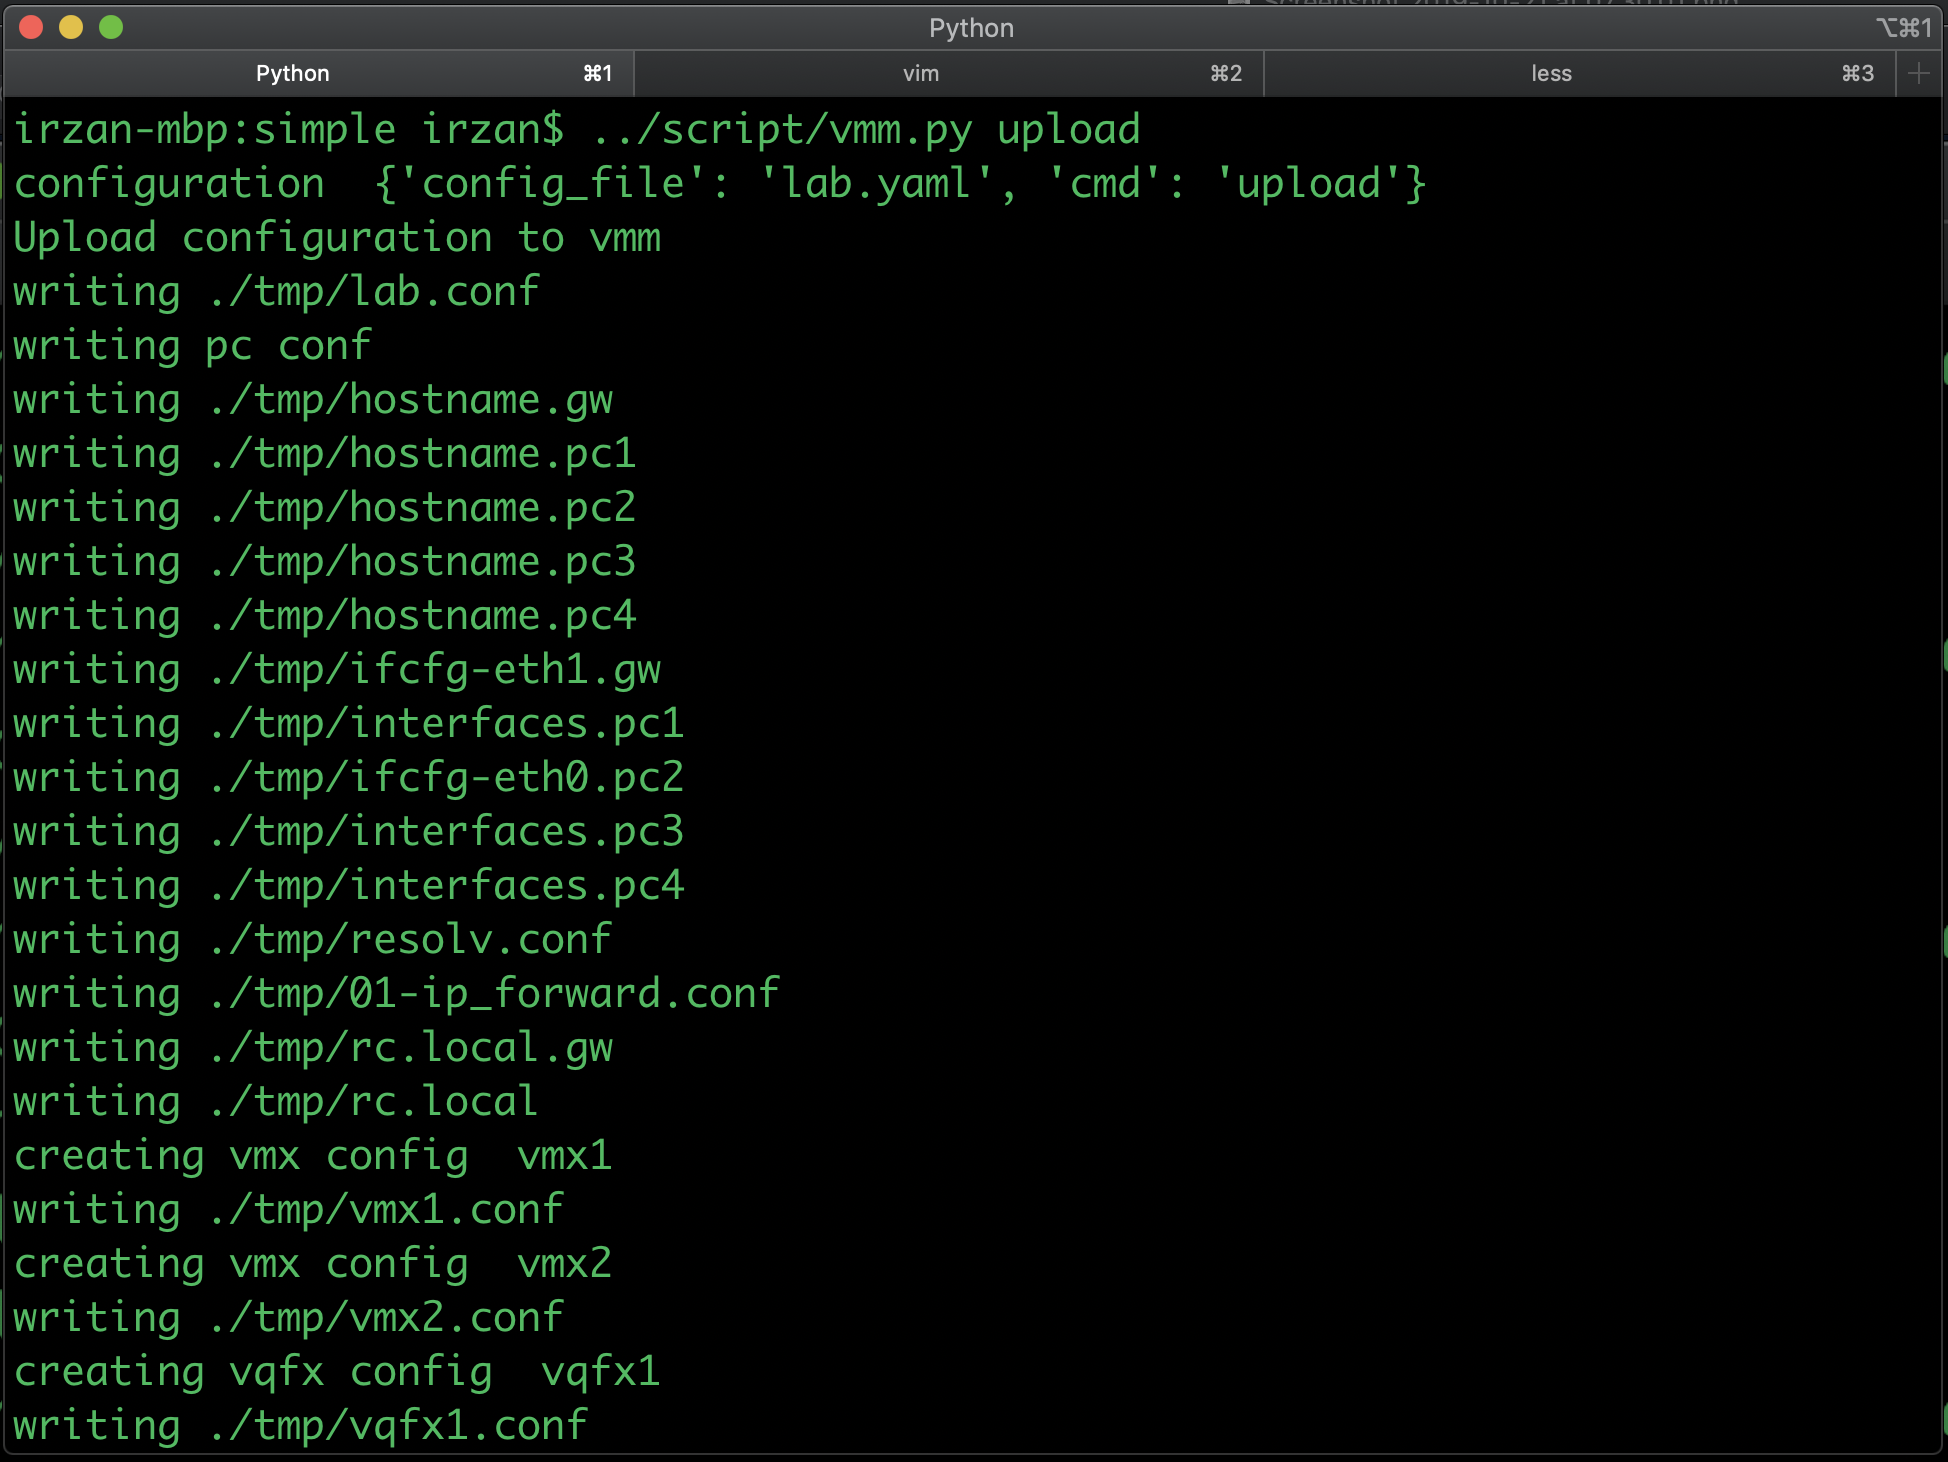 Python ⌥⌘1
Python ⌘1 vim ⌘2 less ⌘3 +
irzan-mbp:simple irzan$ ../script/vmm.py upload
configuration  {'config_file': 'lab.yaml', 'cmd': 'upload'}
Upload configuration to vmm
writing ./tmp/lab.conf
writing pc conf
writing ./tmp/hostname.gw
writing ./tmp/hostname.pc1
writing ./tmp/hostname.pc2
writing ./tmp/hostname.pc3
writing ./tmp/hostname.pc4
writing ./tmp/ifcfg-eth1.gw
writing ./tmp/interfaces.pc1
writing ./tmp/ifcfg-eth0.pc2
writing ./tmp/interfaces.pc3
writing ./tmp/interfaces.pc4
writing ./tmp/resolv.conf
writing ./tmp/01-ip_forward.conf
writing ./tmp/rc.local.gw
writing ./tmp/rc.local
creating vmx config  vmx1
writing ./tmp/vmx1.conf
creating vmx config  vmx2
writing ./tmp/vmx2.conf
creating vqfx config  vqfx1
writing ./tmp/vqfx1.conf